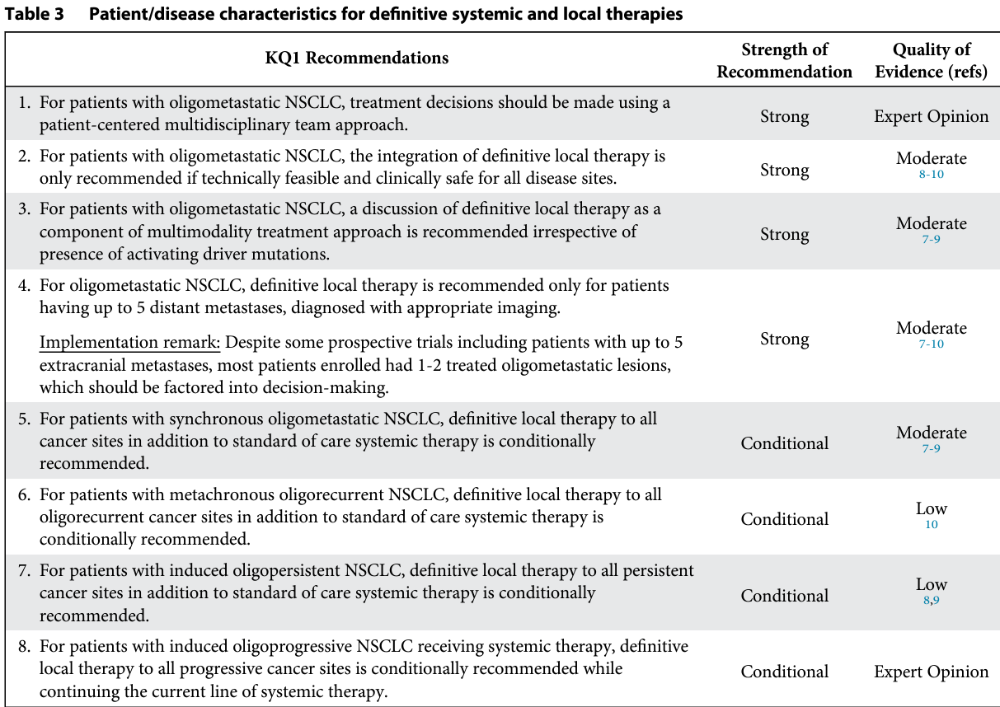 Table 3 Patient/disease characteristics for definitive systemic and local therapies
KQ1 Recommendations
Strength of
Recommendation
Quality of
Evidence (refs)
1. For patients with oligometastatic NSCLC, treatment decisions should be made using a
patient-centered multidisciplinary team approach.
Strong
Expert Opinion
2. For patients with oligometastatic NSCLC, the integration of definitive local therapy is
only recommended if technically feasible and clinically safe for all disease sites.
Strong
Moderate
8-10
3. For patients with oligometastatic NSCLC, a discussion of definitive local therapy as a
component of multimodality treatment approach is recommended irrespective of
presence of activating driver mutations.
Strong
Moderate
7-9
4. For oligometastatic NSCLC, definitive local therapy is recommended only for patients
having up to 5 distant metastases, diagnosed with appropriate imaging.
Implementation remark: Despite some prospective trials including patients with up to 5
extracranial metastases, most patients enrolled had 1-2 treated oligometastatic lesions,
which should be factored into decision-making.
Strong
Moderate
7-10
5. For patients with synchronous oligometastatic NSCLC, definitive local therapy to all
cancer sites in addition to standard of care systemic therapy is conditionally
recommended.
Conditional
Moderate
7-9
6. For patients with metachronous oligorecurrent NSCLC, definitive local therapy to all
oligorecurrent cancer sites in addition to standard of care systemic therapy is
conditionally recommended.
Conditional
Low
10
7. For patients with induced oligopersistent NSCLC, definitive local therapy to all persistent
cancer sites in addition to standard of care systemic therapy is conditionally
recommended.
Conditional
Low
8,9
8. For patients with induced oligoprogressive NSCLC receiving systemic therapy, definitive
local therapy to all progressive cancer sites is conditionally recommended while
continuing the current line of systemic therapy.
Conditional
Expert Opinion